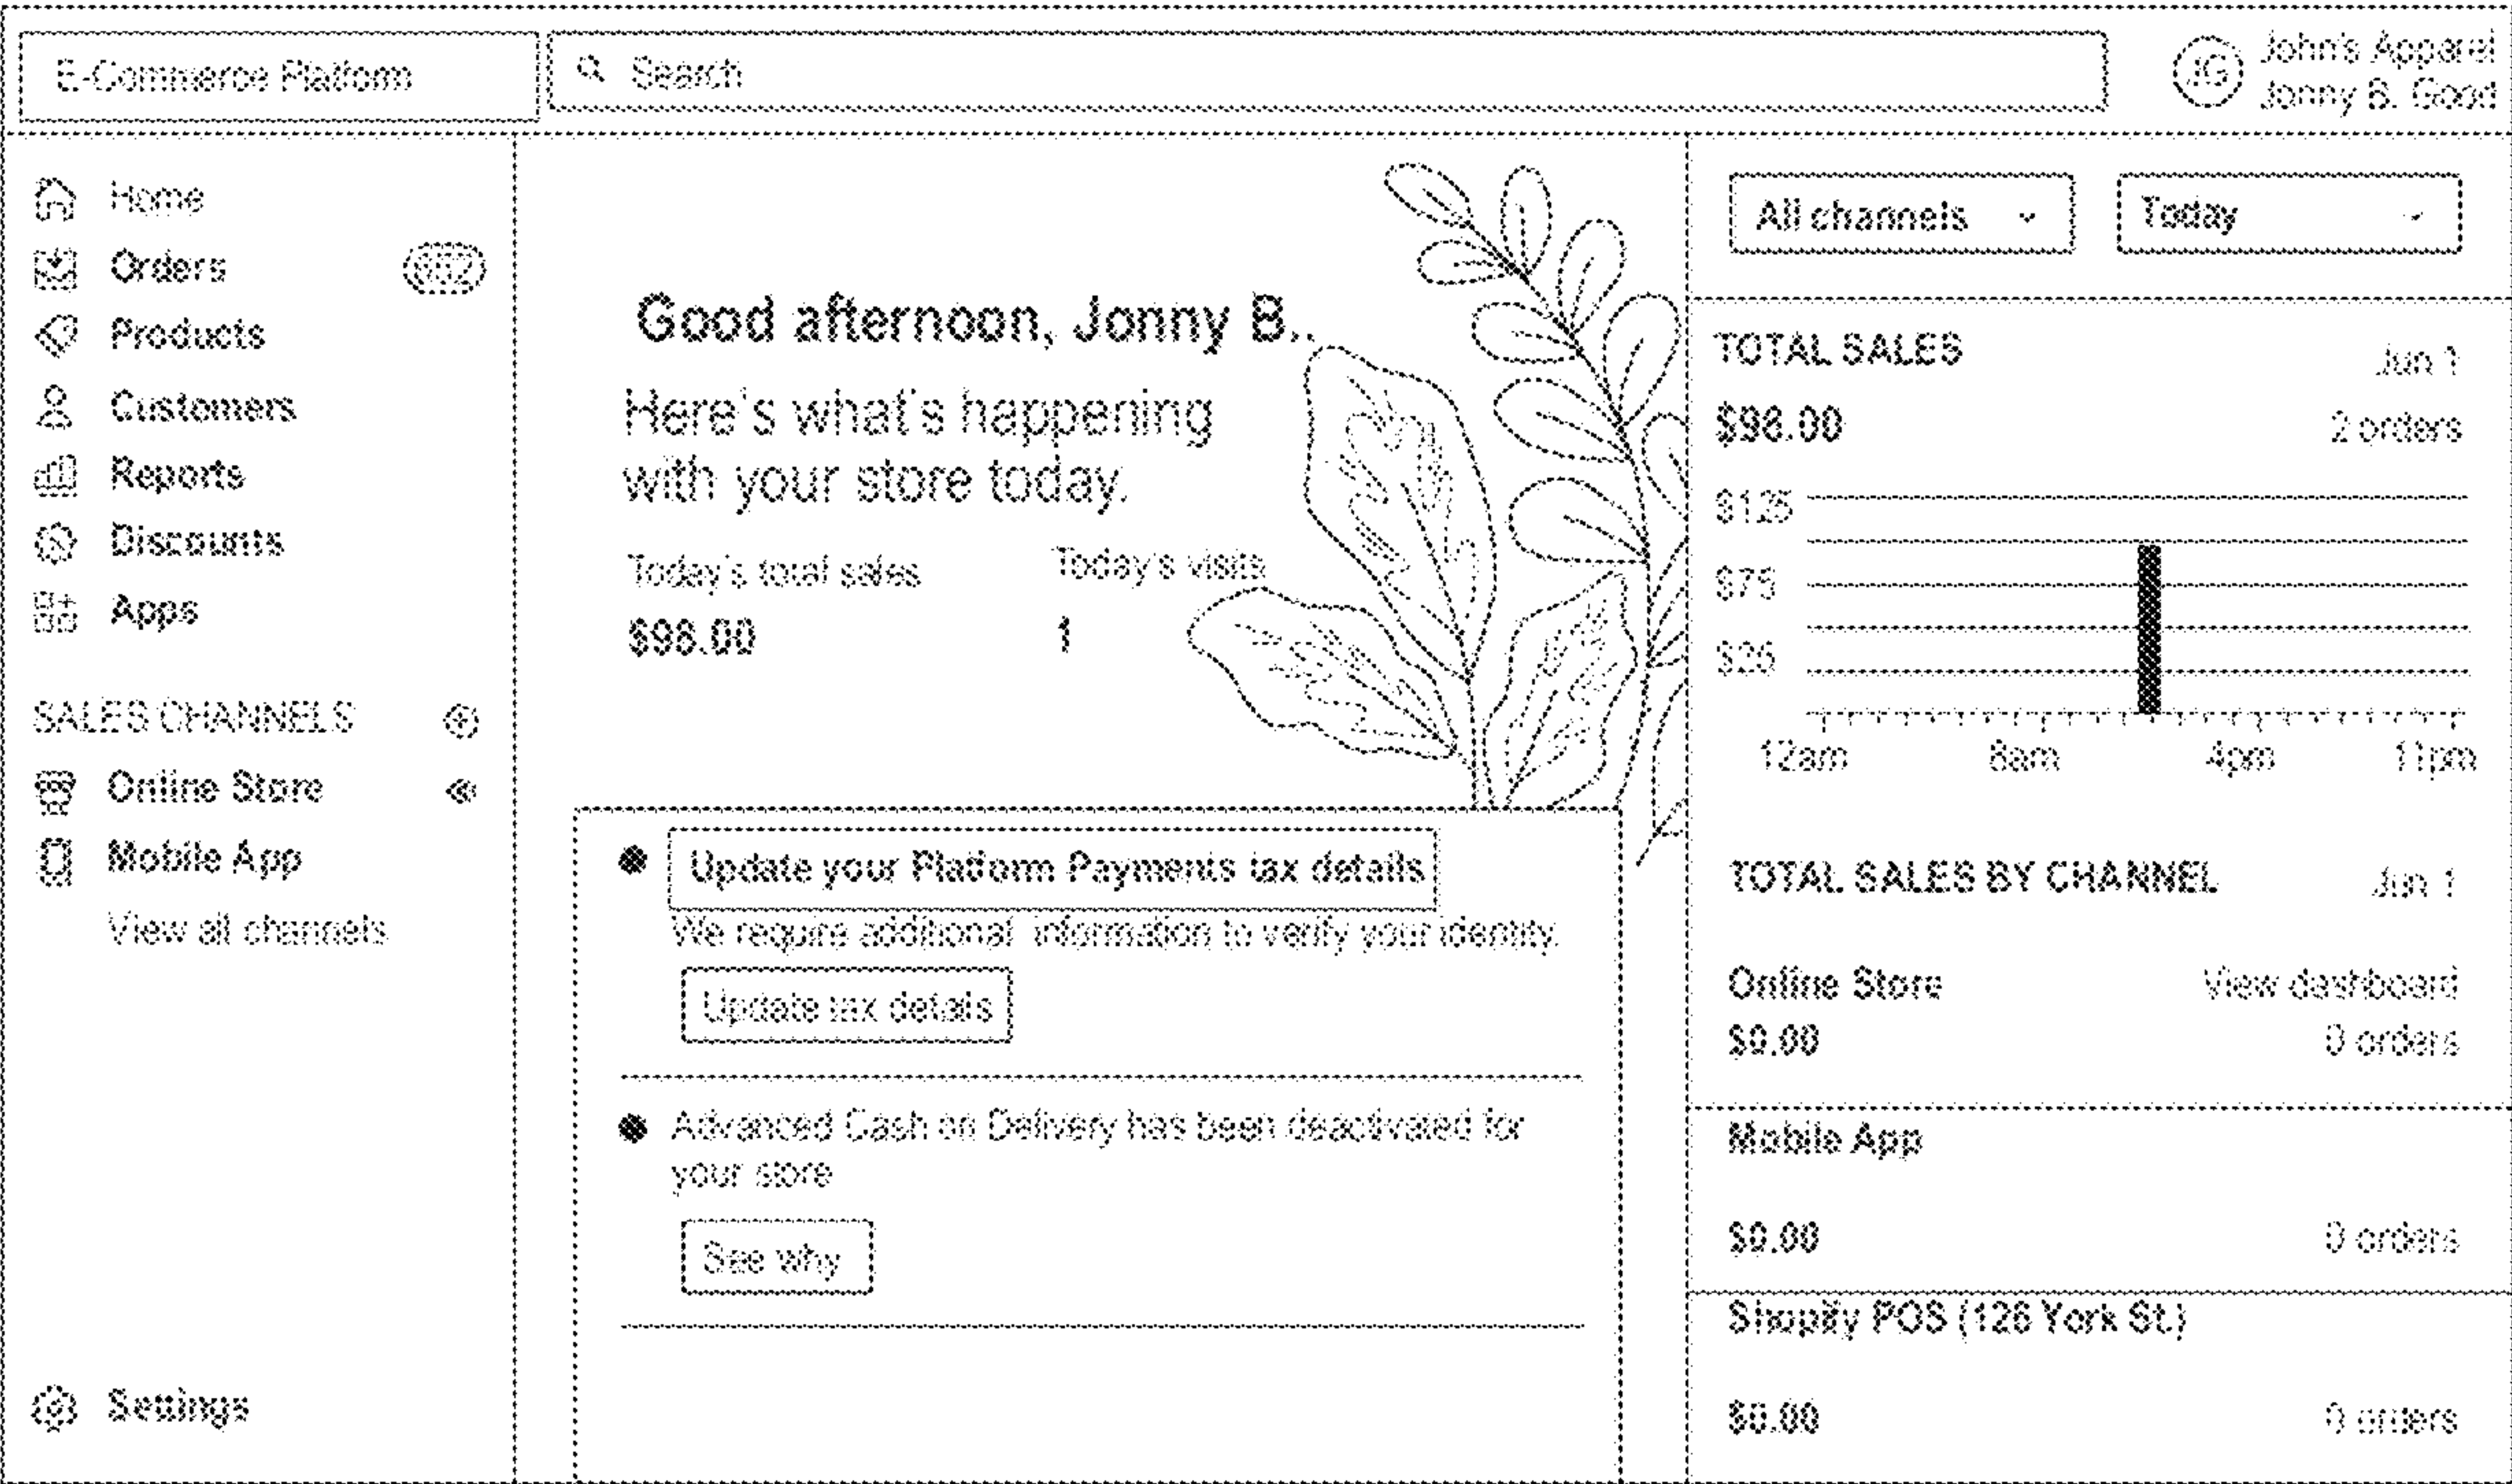 E-Commerce Platform
Search
JG
John's Apparel
Jonny B. Good
Home
Orders
Products
Customers
Reports
Discounts
Apps
SALES CHANNELS
Online Store
Mobile App
View all channels
Settings
Good afternoon, Jonny B..
Here's what's happening
with your store today.
Today's total sales
Today's visits
$98.00
1
Update your Platform Payments tax details
We require additional information to verify your identity.
Update tax details
Advanced Cash on Delivery has been deactivated for
your store
See why
All channels
Today
TOTAL SALES
Jun 1
$98.00
2 orders
$125
$75
$25
12am 8am 4pm 11pm
TOTAL SALES BY CHANNEL
Jun 1
Online Store
View dashboard
$0.00
0 orders
Mobile App
$0.00
0 orders
Shopify POS (126 York St.)
$0.00
0 orders